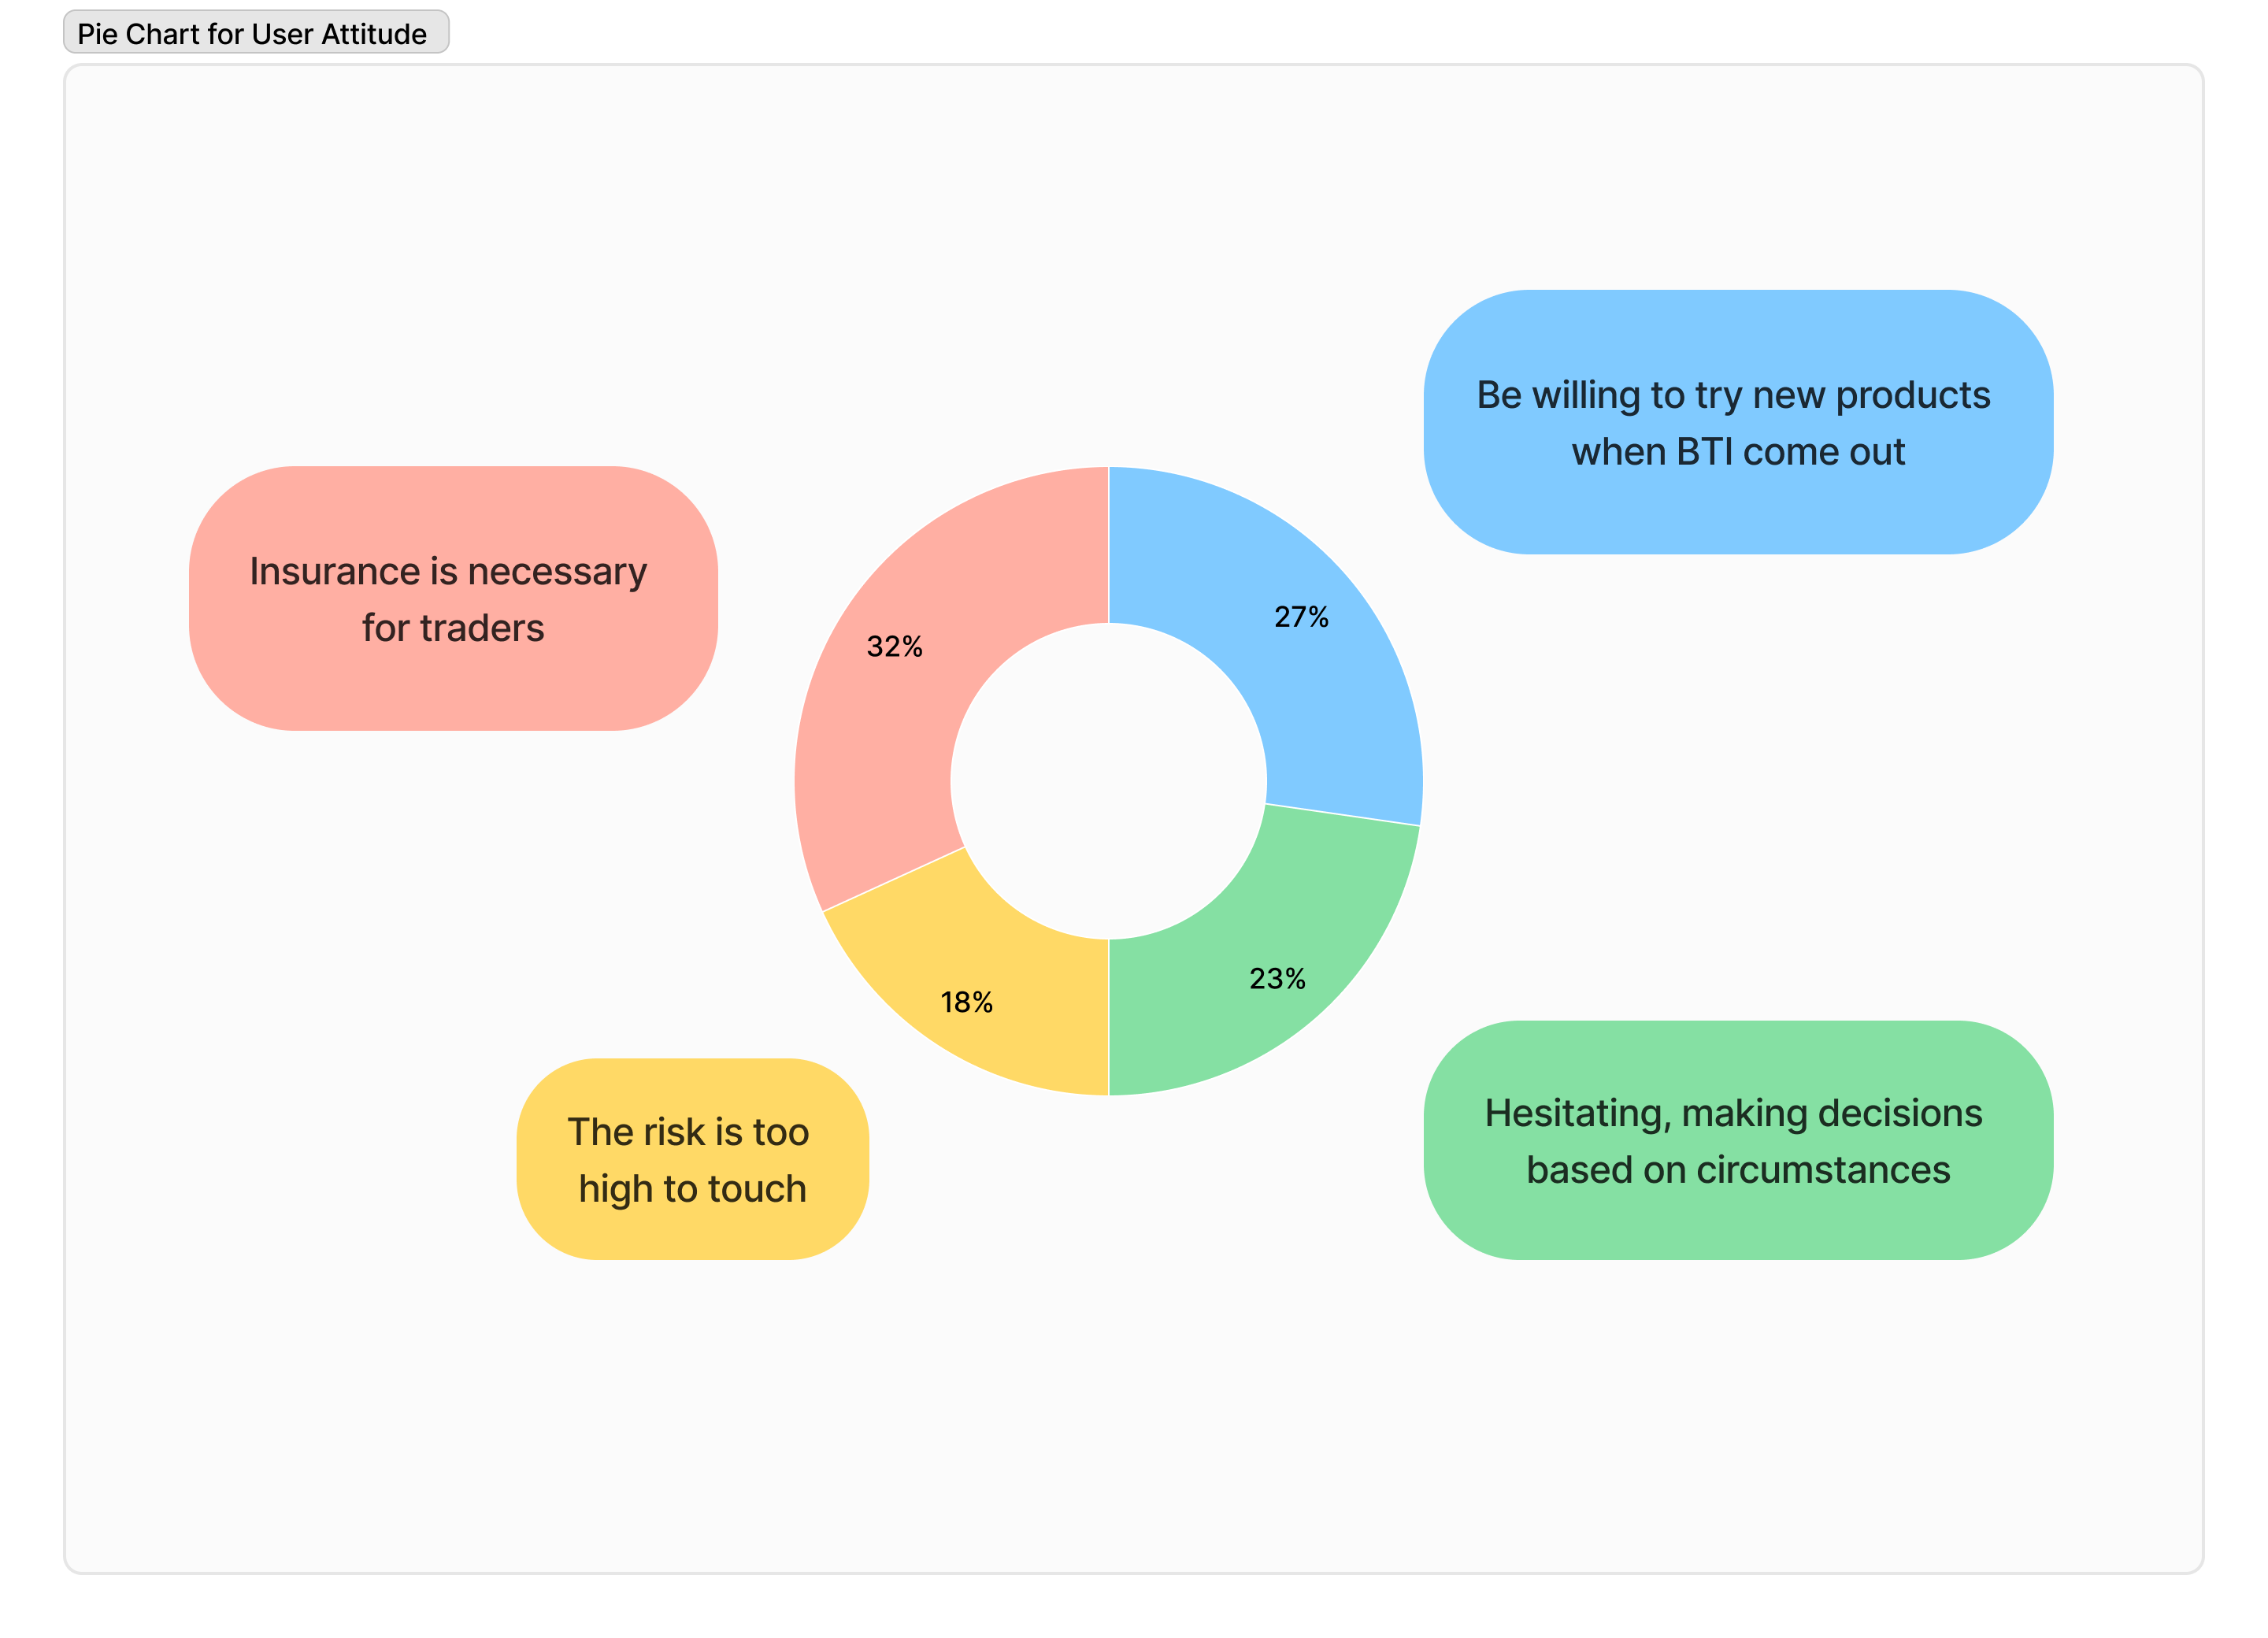 Pie Chart for User Attitude
Be willing to try new products
when BTI come out
Insurance is necessary
for traders
27%
32%
23%
18%
Hesitating, making decisions
based on circumstances
The risk is too
high to touch